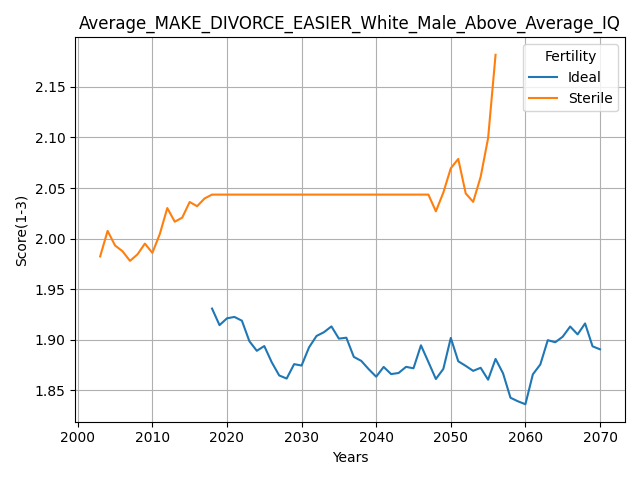 Average_MAKE_DIVORCE_EASIER_White_Male_Above_Average_IQ
Fertility
Ideal
Sterile
2.15
2.10
2.05
2.00
1.95
1.90
1.85
Score(1-3)
2000 2010 2020 2030 2040 2050 2060 2070
Years